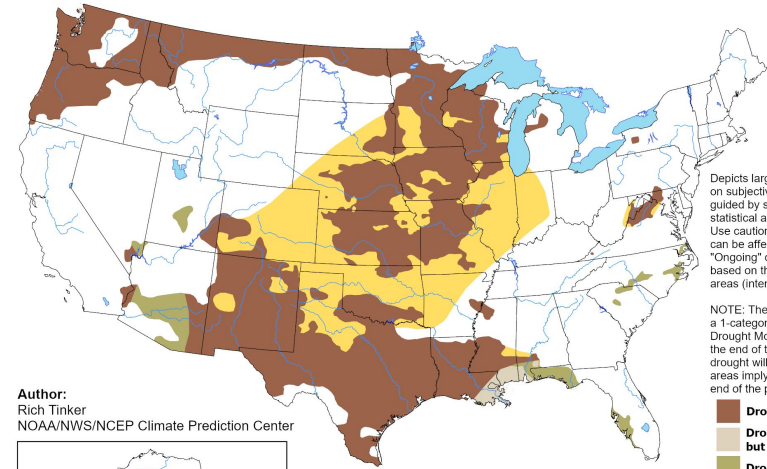 Author:
Rich Tinker
NOAA/NWS/NCEP Climate Prediction Center
Depicts larg
on subjectiv
guided by s
statistical a
Use caution
can be affe
"Ongoing" d
based on th
areas (inter
NOTE: The
a 1-categor
Drought Mo
the end of t
drought will
areas imply
end of the p
Dro
Dro
but
Dro